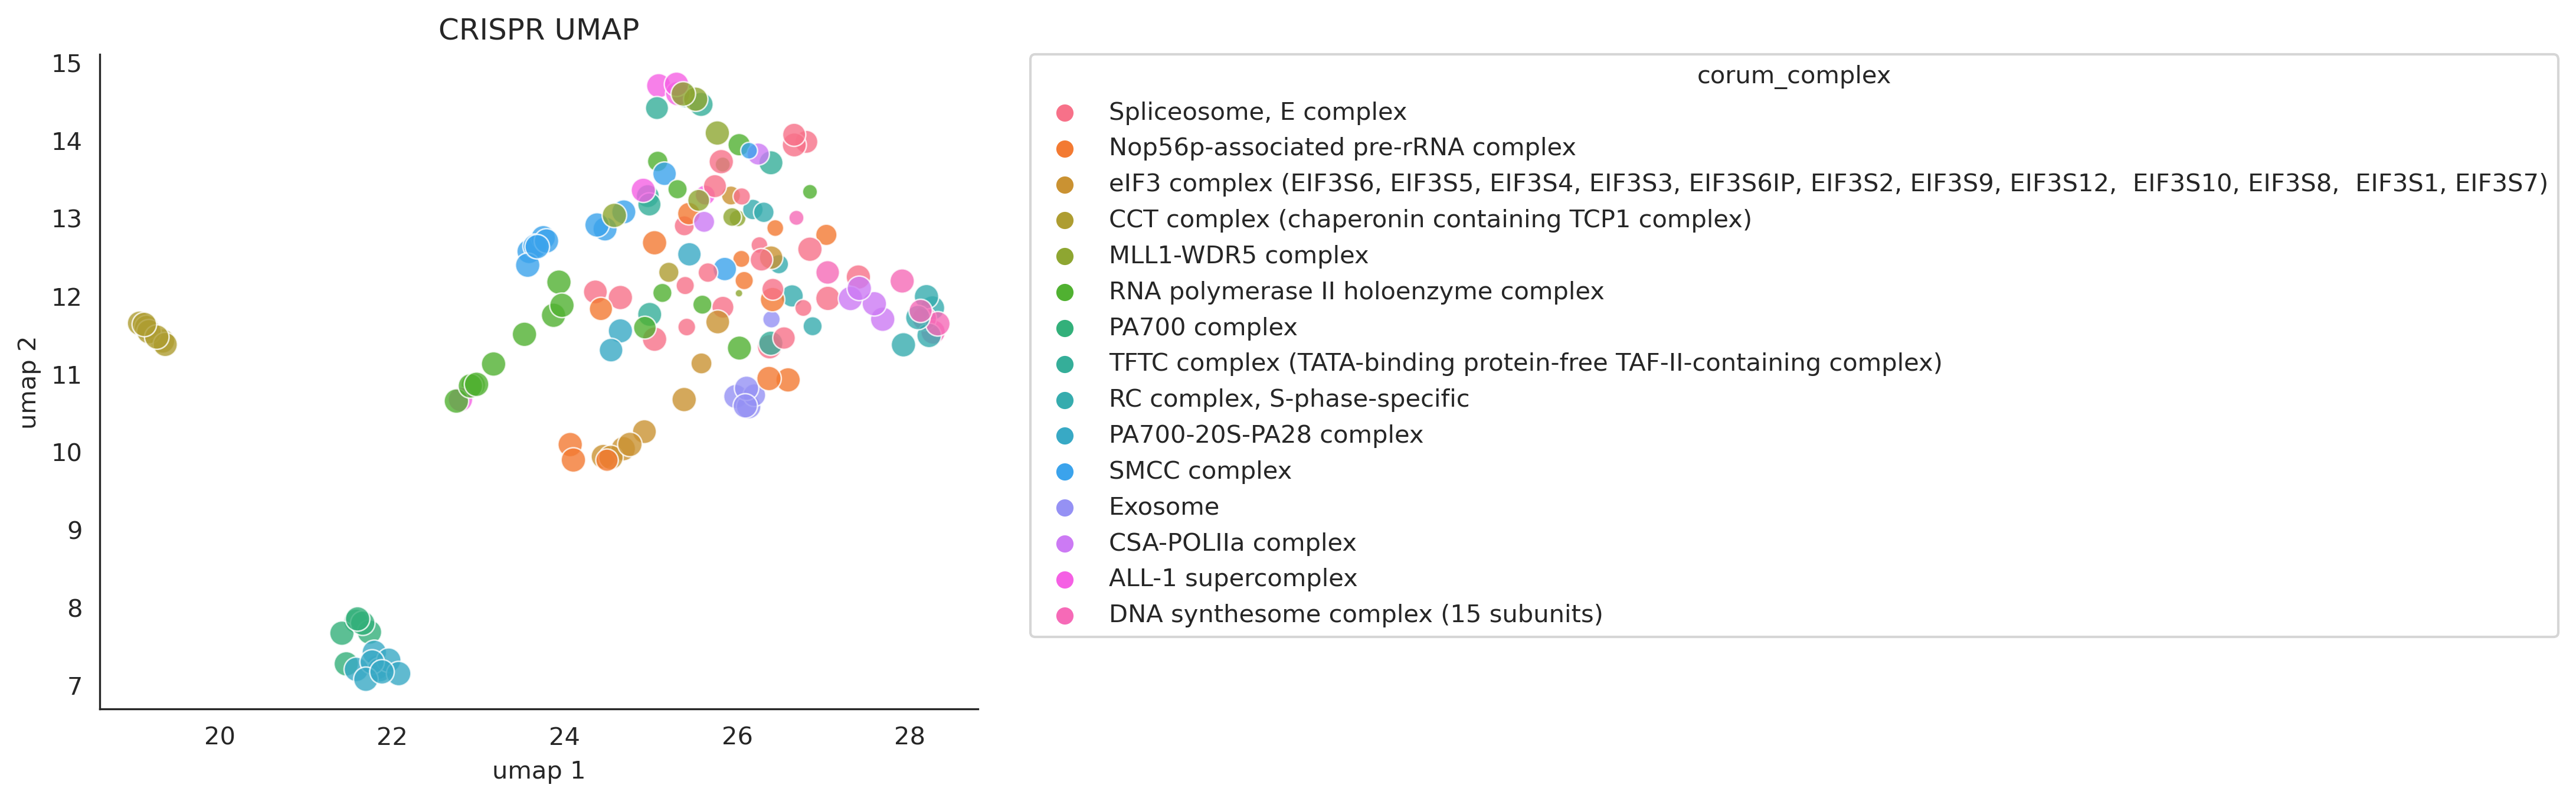 CRISPR UMAP
15
14
13
12
11
10
9
8
7
umap 2
20 22 24 26 28
umap 1
corum_complex
Spliceosome, E complex
Nop56p-associated pre-rRNA complex
eIF3 complex (EIF3S6, EIF3S5, EIF3S4, EIF3S3, EIF3S6IP, EIF3S2, EIF3S9, EIF3S12,  EIF3S10, EIF3S8,  EIF3S1, EIF3S7)
CCT complex (chaperonin containing TCP1 complex)
MLL1-WDR5 complex
RNA polymerase II holoenzyme complex
PA700 complex
TFTC complex (TATA-binding protein-free TAF-II-containing complex)
RC complex, S-phase-specific
PA700-20S-PA28 complex
SMCC complex
Exosome
CSA-POLIIa complex
ALL-1 supercomplex
DNA synthesome complex (15 subunits)